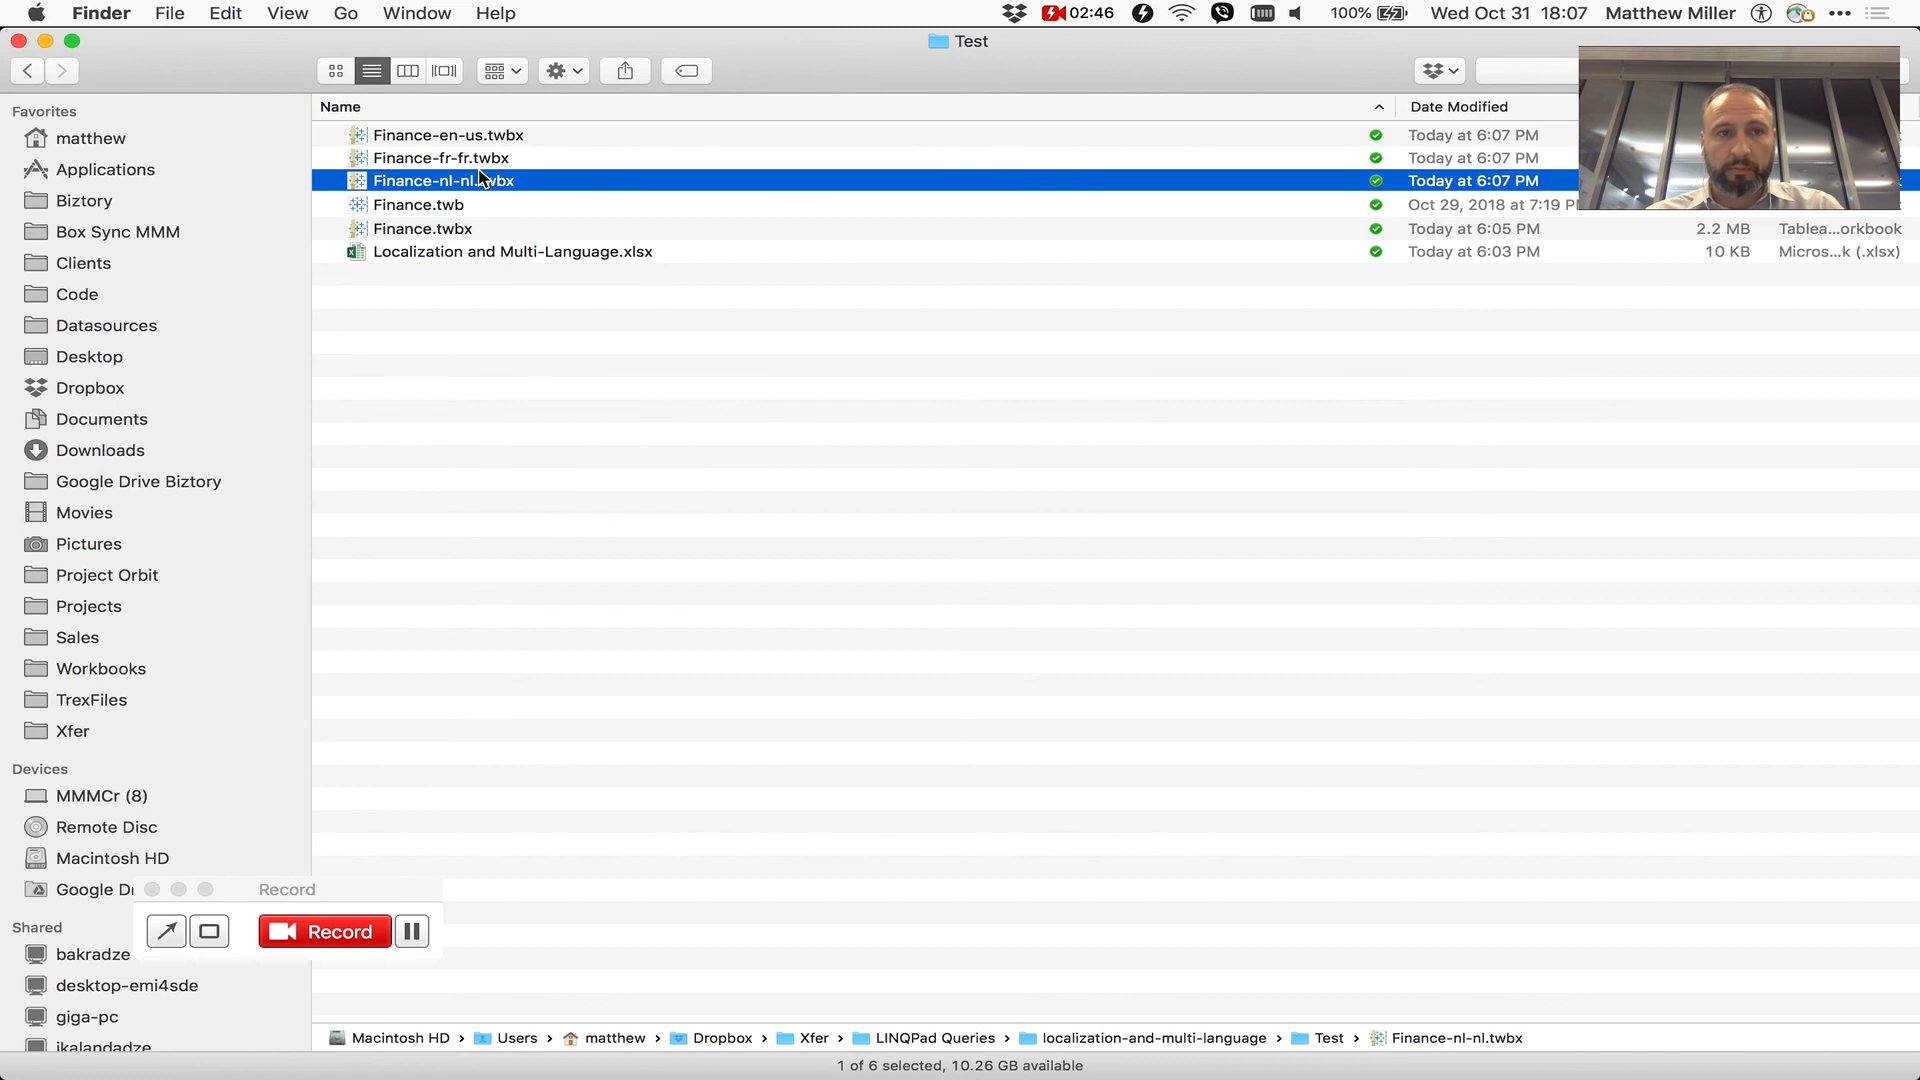 Finder File Edit View Go Window Help 02:46 100% Wed Oct 31 18:07 Matthew Miller
Test
Favorites
matthew
Applications
Biztory
Box Sync MMM
Clients
Code
Datasources
Desktop
Dropbox
Documents
Downloads
Google Drive Biztory
Movies
Pictures
Project Orbit
Projects
Sales
Workbooks
TrexFiles
Xfer
Devices
MMMCr (8)
Remote Disc
Macintosh HD
Google Dr
Shared
bakradze
desktop-emi4sde
giga-pc
ikalandadze
Name Date Modified
Finance-en-us.twbx Today at 6:07 PM
Finance-fr-fr.twbx Today at 6:07 PM
Finance-nl-nl.twbx Today at 6:07 PM
Finance.twb Oct 29, 2018 at 7:19 P
Finance.twbx Today at 6:05 PM 2.2 MB Tablea...orkbook
Localization and Multi-Language.xlsx Today at 6:03 PM 10 KB Micros...k (.xlsx)
Record
Record
Macintosh HD › Users › matthew › Dropbox › Xfer › LINQPad Queries › localization-and-multi-language › Test › Finance-nl-nl.twbx
1 of 6 selected, 10.26 GB available